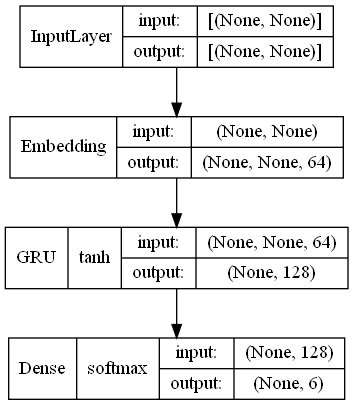 InputLayer input: [(None, None)]
output: [(None, None)]
Embedding input: (None, None)
output: (None, None, 64)
GRU tanh input: (None, None, 64)
output: (None, 128)
Dense softmax input: (None, 128)
output: (None, 6)